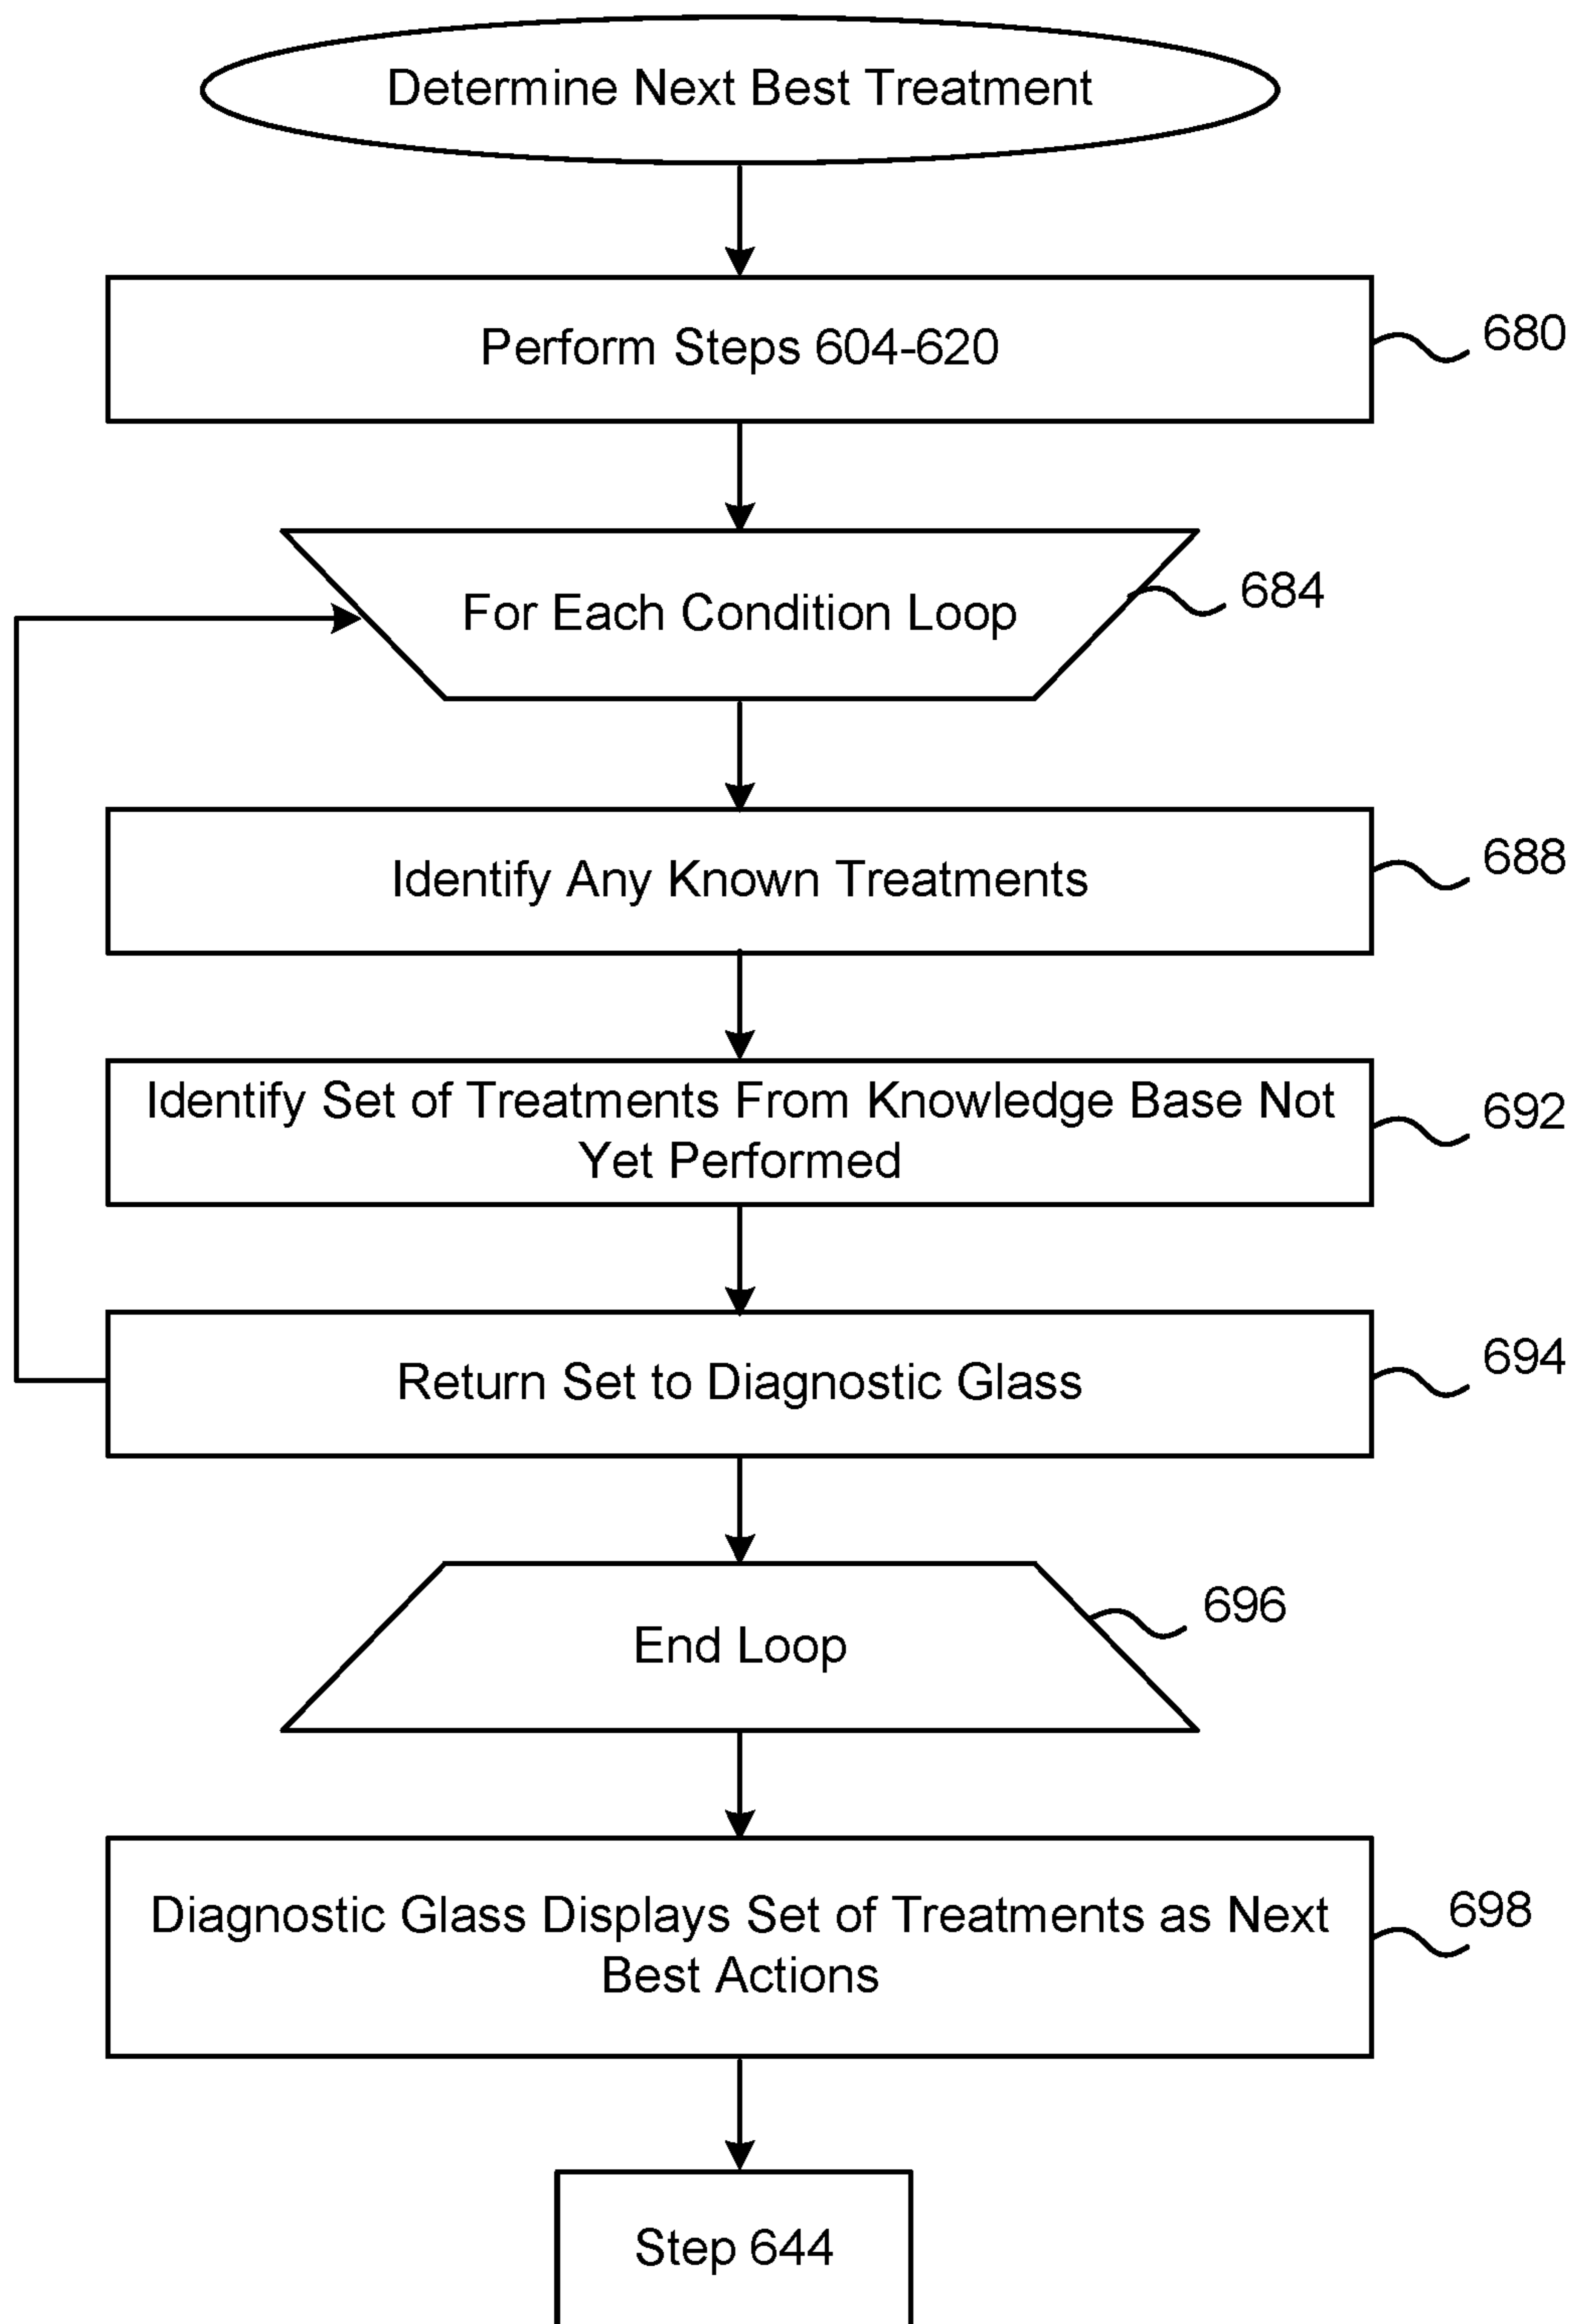 Determine Next Best Treatment
Perform Steps 604-620
680
For Each Condition Loop
684
Identify Any Known Treatments
688
Identify Set of Treatments From Knowledge Base Not
Yet Performed
692
Return Set to Diagnostic Glass
694
End Loop
696
Diagnostic Glass Displays Set of Treatments as Next
Best Actions
698
Step 644